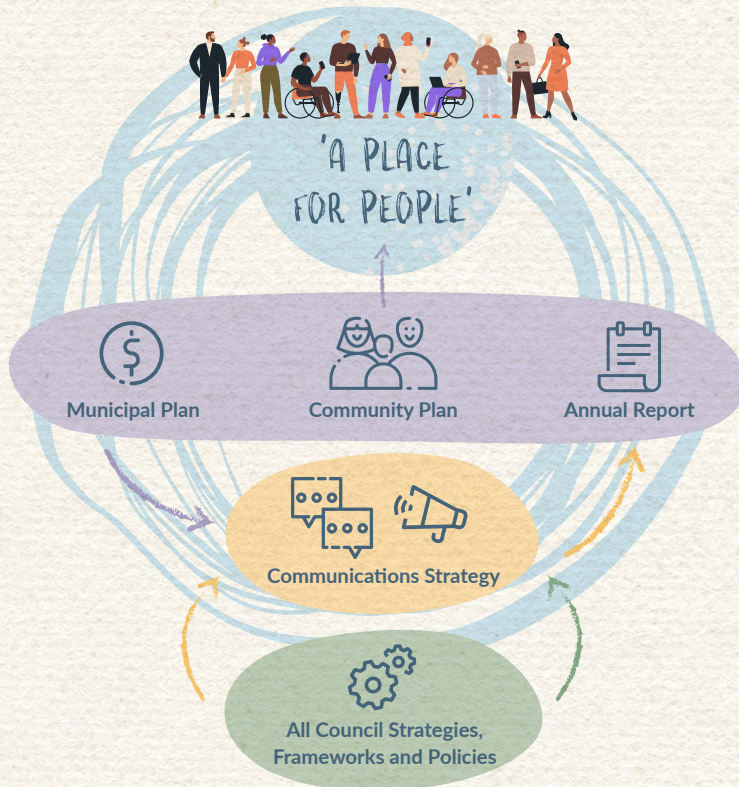 'A PLACE
FOR PEOPLE'
Municipal Plan
Community Plan
Annual Report
Communications Strategy
All Council Strategies,
Frameworks and Policies